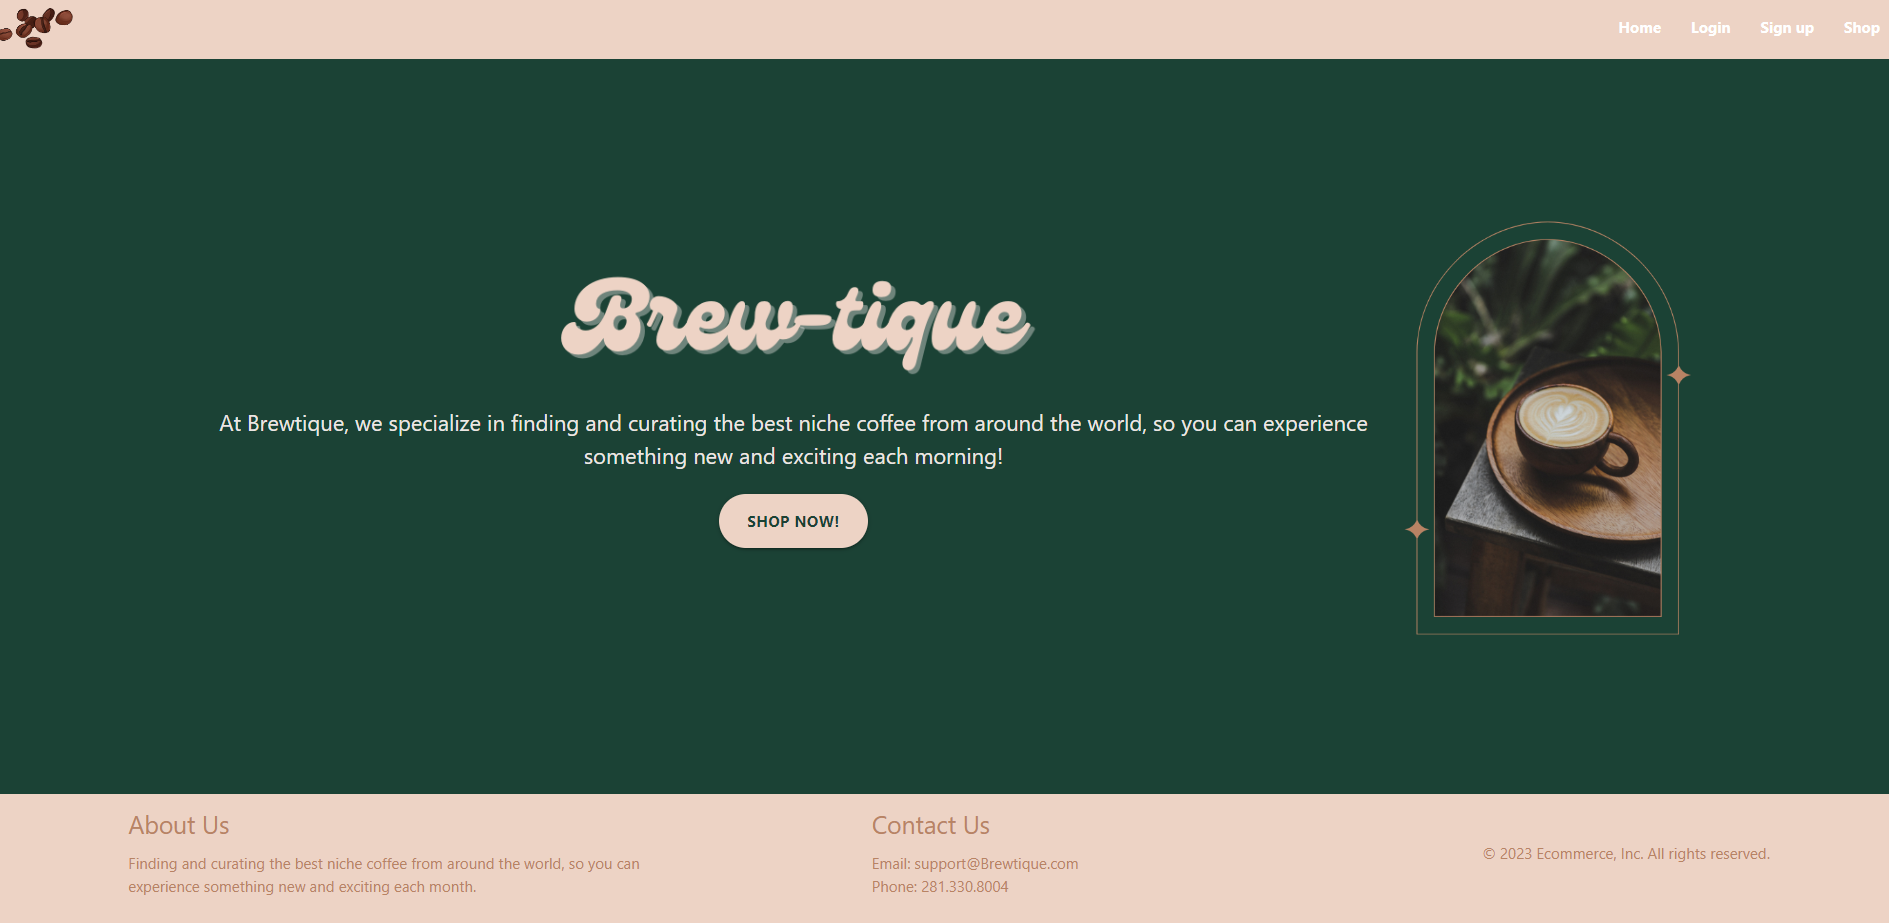 Home Login Sign up Shop
Brew-tique
At Brewtique, we specialize in finding and curating the best niche coffee from around the world, so you can experience
something new and exciting each morning!
SHOP NOW!
About Us
Finding and curating the best niche coffee from around the world, so you can
experience something new and exciting each month.
Contact Us
Email: support@Brewtique.com
Phone: 281.330.8004
© 2023 Ecommerce, Inc. All rights reserved.